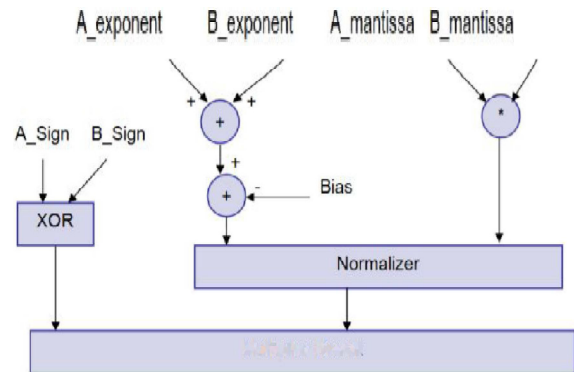 A_exponent B_exponent A_mantissa B_mantissa
+ +
+
*
A_Sign B_Sign
+
XOR
+
-
Bias
Normalizer